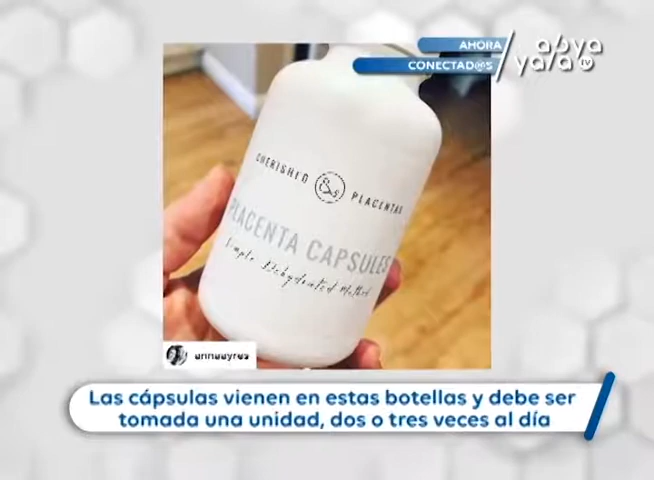 AHORA
CONECTAD@S
abya
yala tv
CHERISHED PLACENTAS
PLACENTA CAPSULES
Simple Dehydrated Method
annaayres
Las cápsulas vienen en estas botellas y debe ser
tomada una unidad, dos o tres veces al día